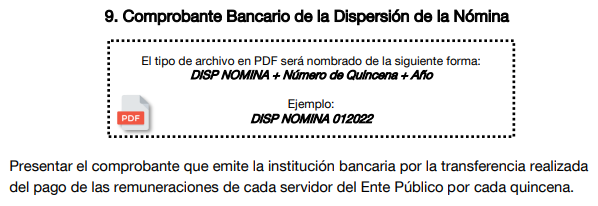 9. Comprobante Bancario de la Dispersión de la Nómina
El tipo de archivo en PDF será nombrado de la siguiente forma:
DISP NOMINA + Número de Quincena + Año
PDF
Ejemplo:
DISP NOMINA 012022
Presentar el comprobante que emite la institución bancaria por la transferencia realizada
del pago de las remuneraciones de cada servidor del Ente Público por cada quincena.